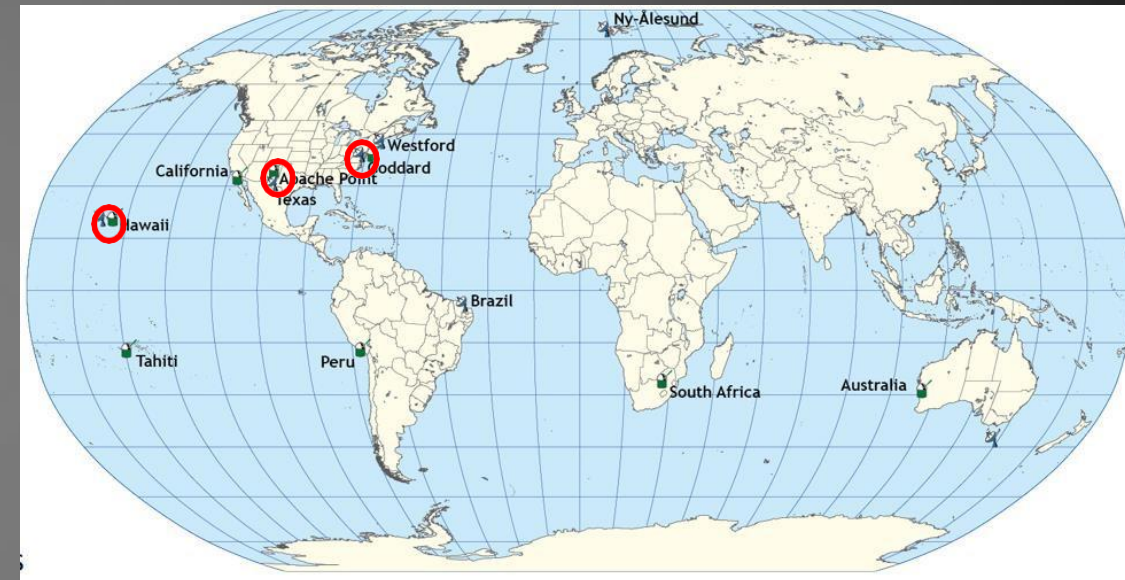 Ny-Ålesund
Westford
Goddard
California
Apache Point
Texas
Hawaii
Brazil
Tahiti
Peru
South Africa
Australia
s